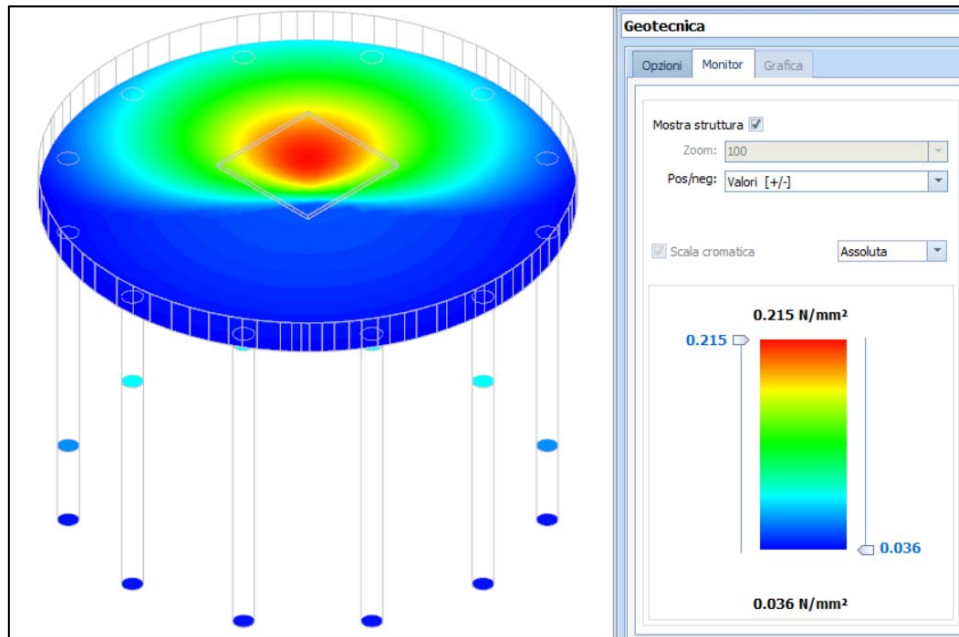 Geotecnica
Opzioni Monitor Grafica
Mostra struttura
Zoom: 100
Pos/neg: Valori [+/-]
Scala cromatica Assoluta
0.215 N/mm²
0.215
0.036
0.036 N/mm²